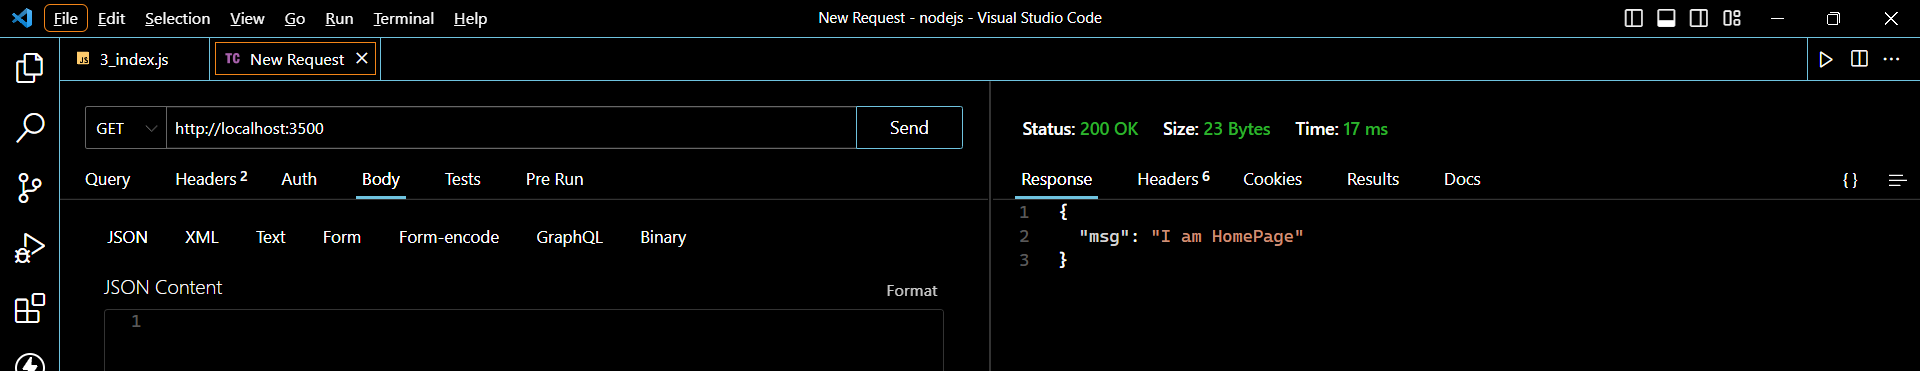 File Edit Selection View Go Run Terminal Help New Request - nodejs - Visual Studio Code
JS 3_index.js TC New Request
GET http://localhost:3500 Send
Status: 200 OK Size: 23 Bytes Time: 17 ms
Query Headers 2 Auth Body Tests Pre Run
Response Headers 6 Cookies Results Docs {}
JSON XML Text Form Form-encode GraphQL Binary
JSON Content
Format
1
1 {
2 "msg": "I am HomePage"
3 }